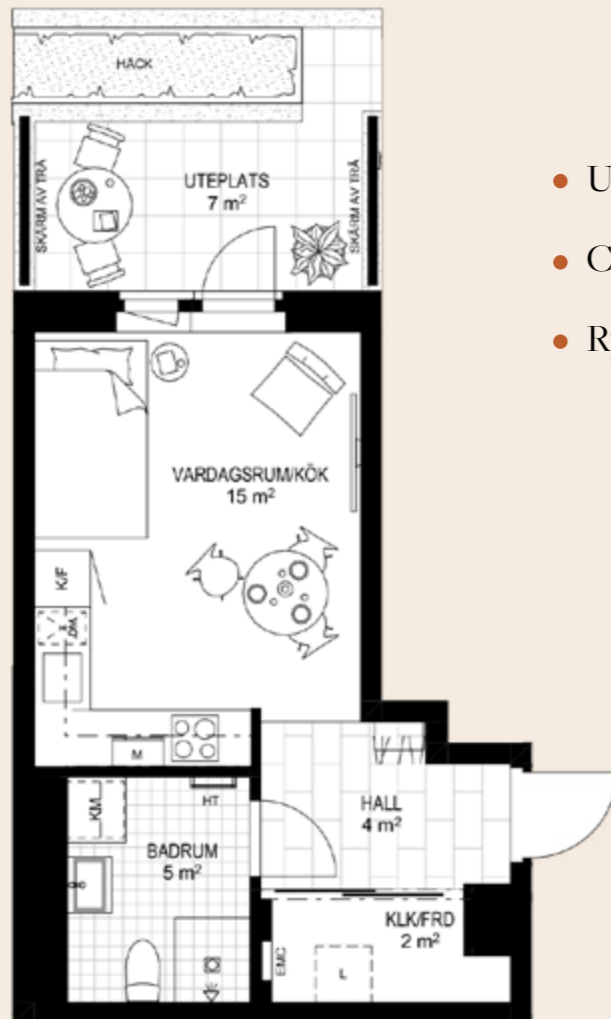 HÄCK
SKÄRM AV TRÄ
UTEPLATS
7 m²
SKÄRM AV TRÄ
• U
• C
• R
VARDAGSRUM/KÖK
15 m²
K/F
DM
M
HT
KM
BADRUM
5 m²
HALL
4 m²
KLK/FRD
2 m²
EMC
L